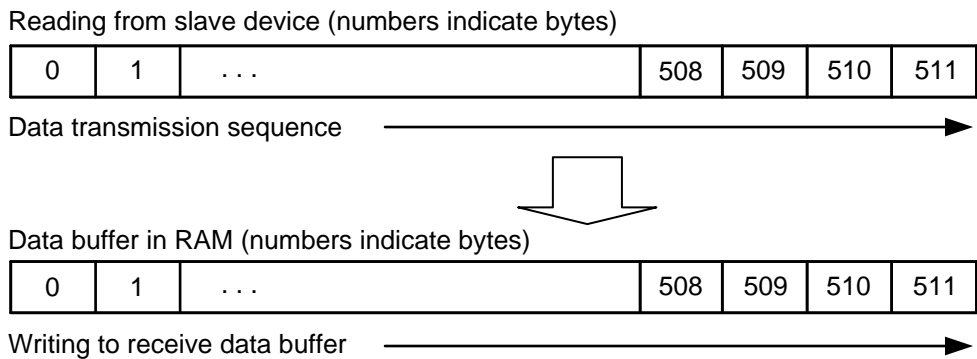 Reading from slave device (numbers indicate bytes)
0 1 . . . 508 509 510 511
Data transmission sequence
Data buffer in RAM (numbers indicate bytes)
0 1 . . . 508 509 510 511
Writing to receive data buffer